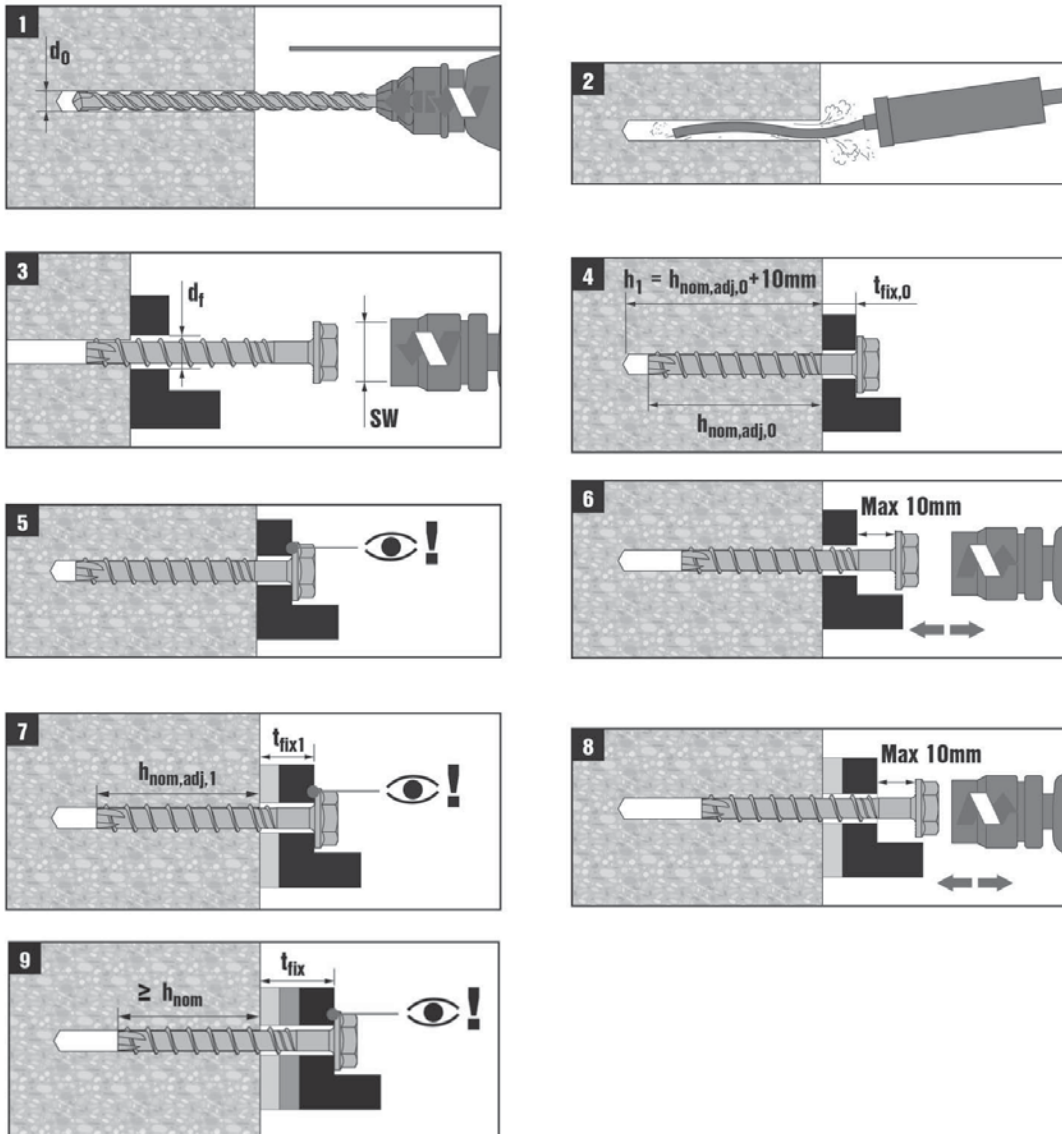 1
d0
2
3
df
SW
4
h1 = hnom,adj,0+10mm
tfix,0
hnom,adj,0
5
!
6
Max 10mm
7
tfix1
hnom,adj,1
!
8
Max 10mm
9
tfix
≥ hnom
!